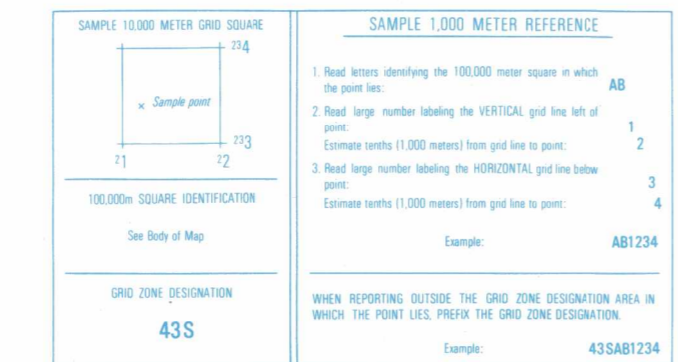 SAMPLE 10,000 METER GRID SQUARE
234
× Sample point
233
21
22
100,000m SQUARE IDENTIFICATION
See Body of Map
GRID ZONE DESIGNATION
43S
SAMPLE 1,000 METER REFERENCE
1. Read letters identifying the 100,000 meter square in which
the point lies: AB
2. Read large number labeling the VERTICAL grid line left of
point: 1
Estimate tenths (1,000 meters) from grid line to point: 2
3. Read large number labeling the HORIZONTAL grid line below
point: 3
Estimate tenths (1,000 meters) from grid line to point: 4
Example: AB1234
WHEN REPORTING OUTSIDE THE GRID ZONE DESIGNATION AREA IN
WHICH THE POINT LIES, PREFIX THE GRID ZONE DESIGNATION.
Example: 43SAB1234